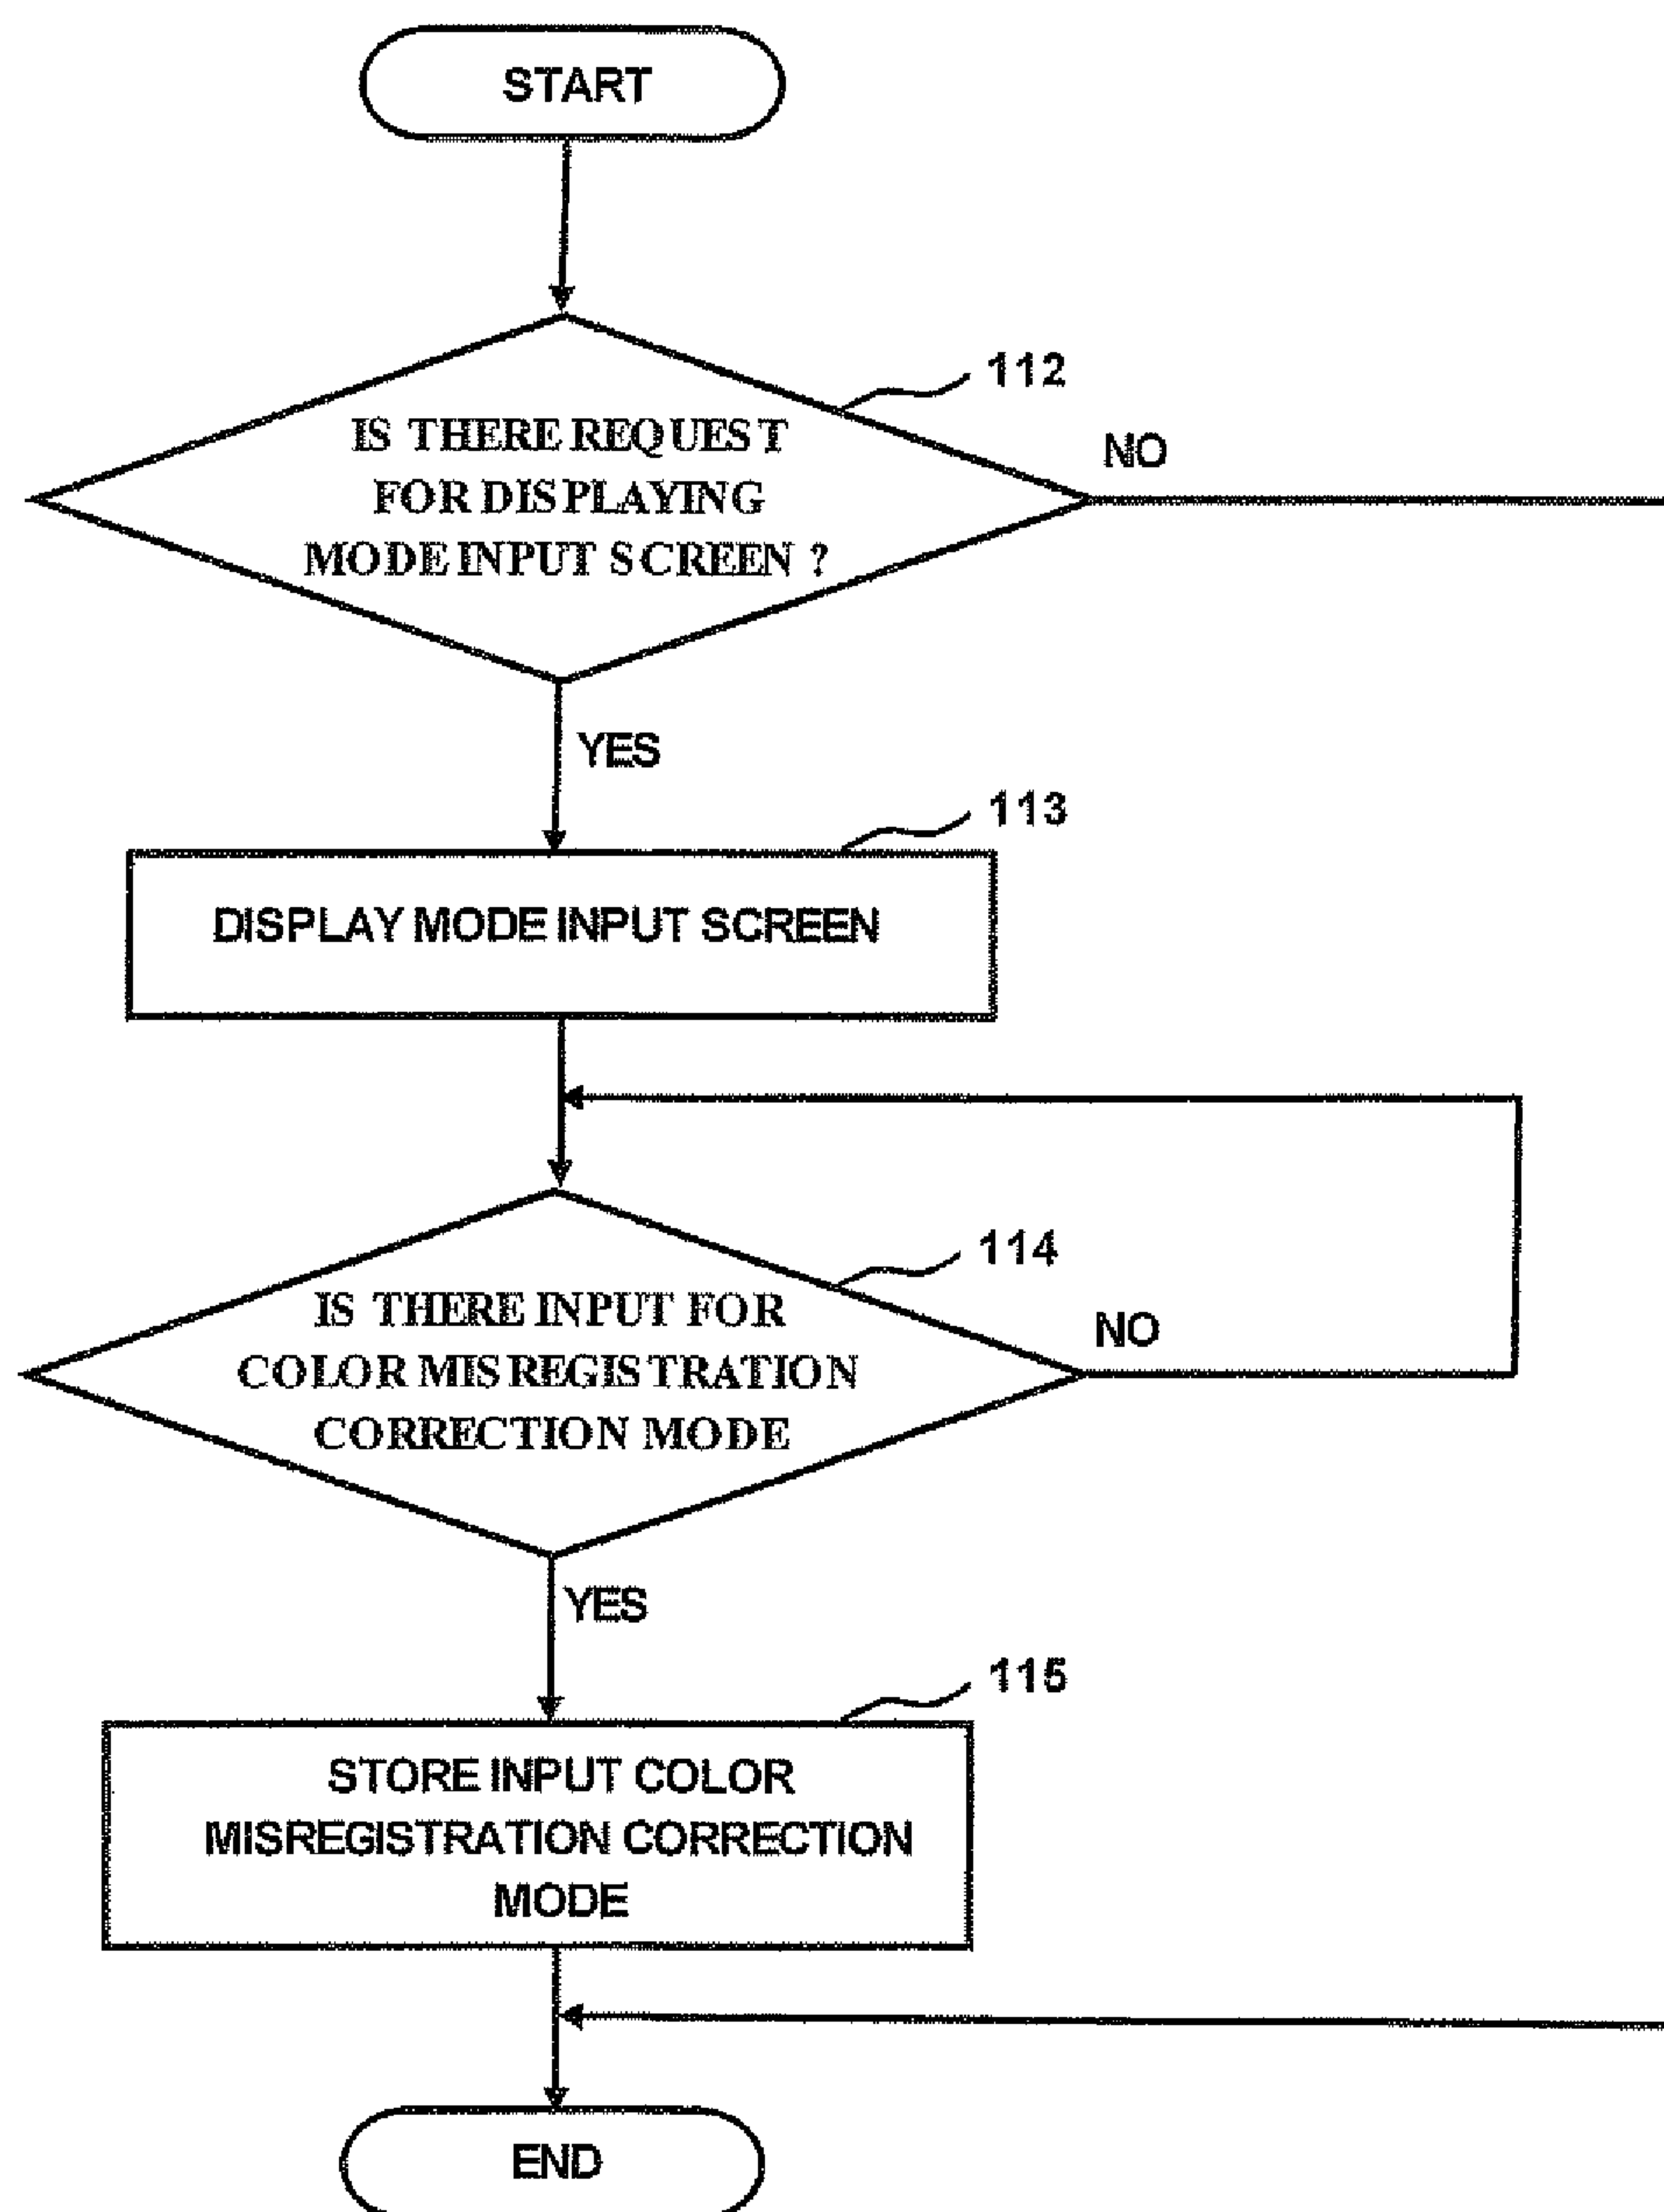 START
112
IS THERE REQUEST
FOR DISPLAYING
MODE INPUT SCREEN ?
NO
YES
113
DISPLAY MODE INPUT SCREEN
114
IS THERE INPUT FOR
COLOR MISREGISTRATION
CORRECTION MODE
NO
YES
115
STORE INPUT COLOR
MISREGISTRATION CORRECTION
MODE
END